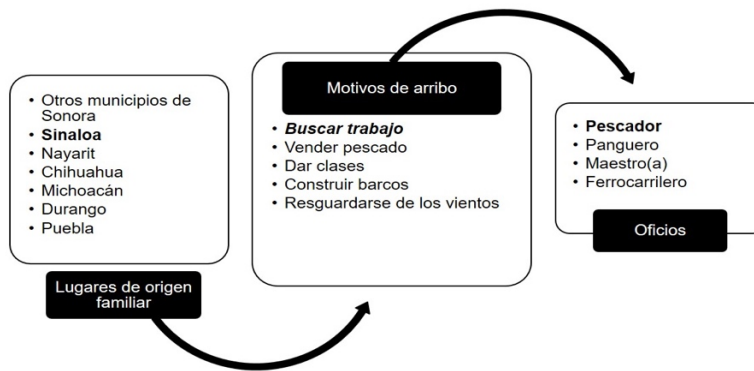 • Otros municipios de
Sonora
• Sinaloa
• Nayarit
• Chihuahua
• Michoacán
• Durango
• Puebla
Lugares de origen
familiar
Motivos de arribo
• Buscar trabajo
• Vender pescado
• Dar clases
• Construir barcos
• Resguardarse de los vientos
• Pescador
• Panguero
• Maestro(a)
• Ferrocarrilero
Oficios